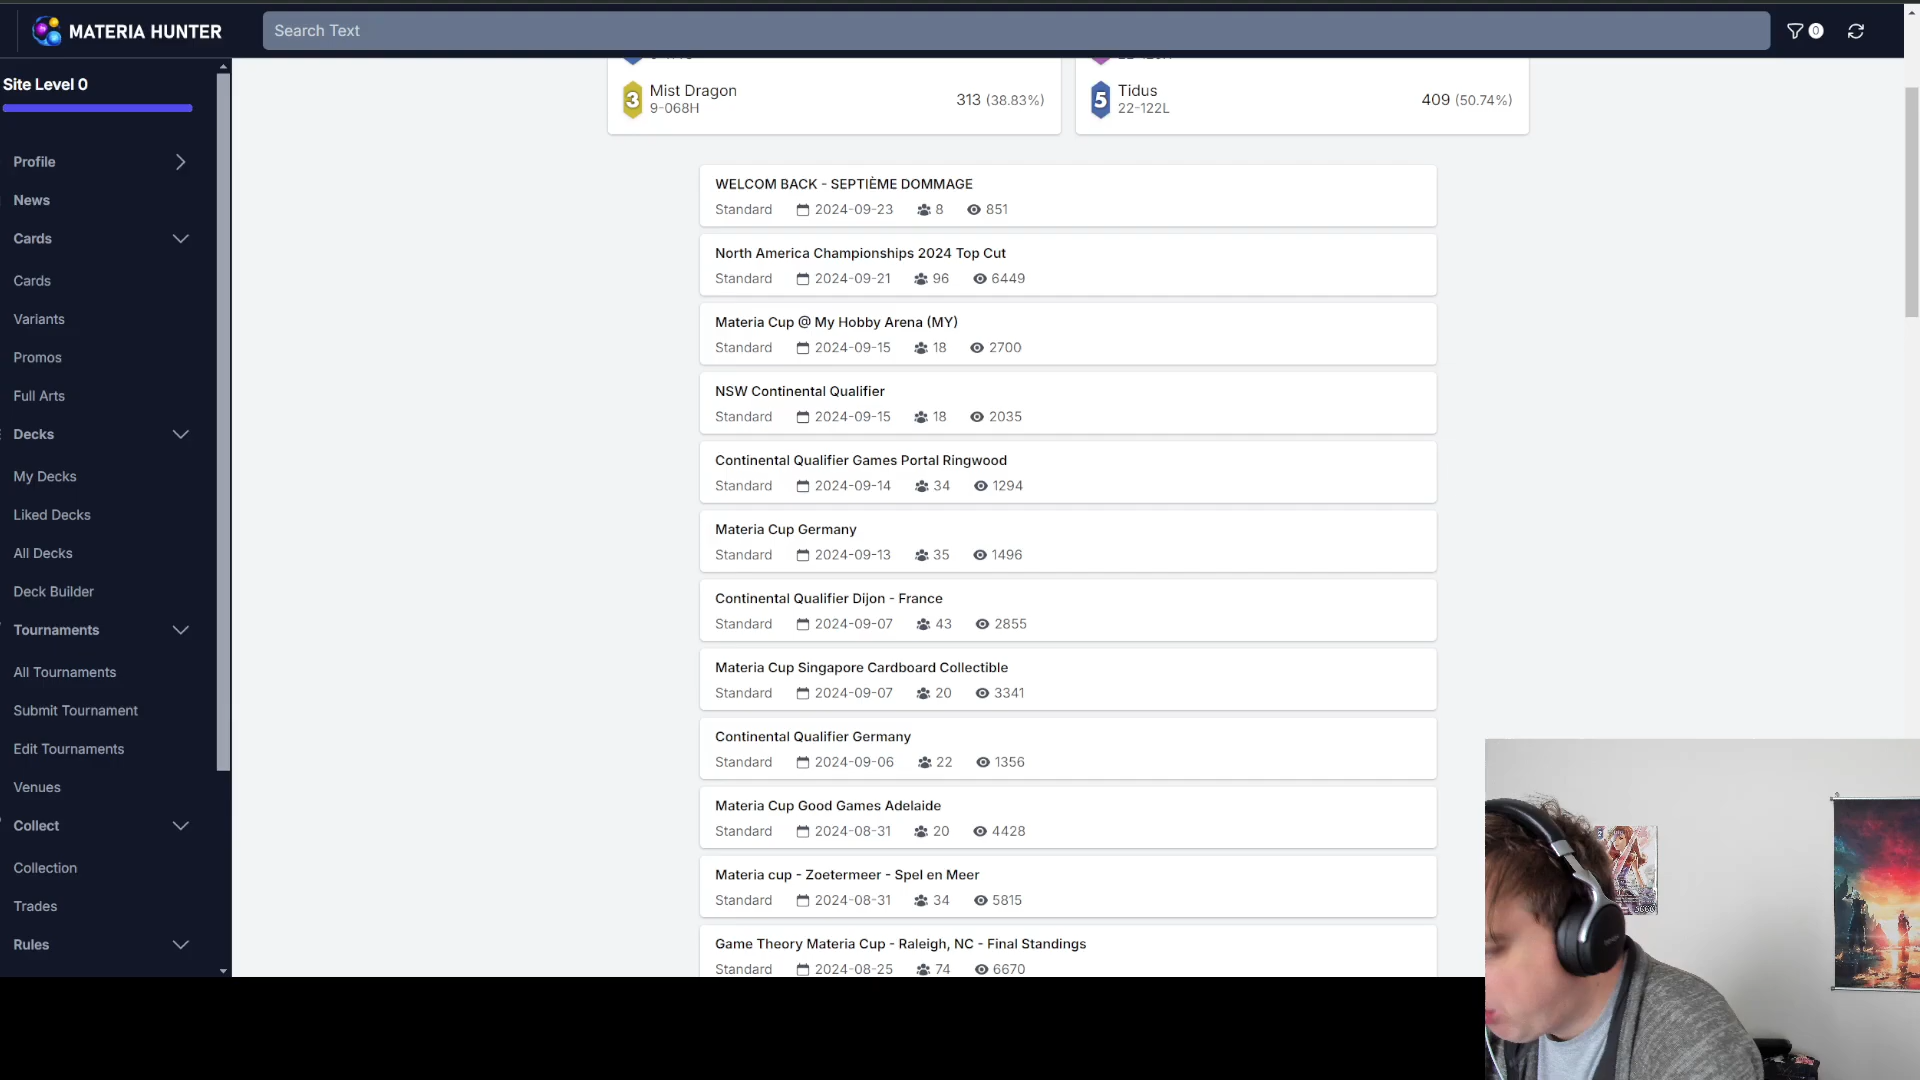 MATERIA HUNTER
Search Text
0
Site Level 0
Profile
News
Cards
Cards
Variants
Promos
Full Arts
Decks
My Decks
Liked Decks
All Decks
Deck Builder
Tournaments
All Tournaments
Submit Tournament
Edit Tournaments
Venues
Collect
Collection
Trades
Rules
3 Mist Dragon 313 (38.83%)
9-068H
5 Tidus 409 (50.74%)
22-122L
WELCOM BACK - SEPTIÈME DOMMAGE
Standard 2024-09-23 8 851
North America Championships 2024 Top Cut
Standard 2024-09-21 96 6449
Materia Cup @ My Hobby Arena (MY)
Standard 2024-09-15 18 2700
NSW Continental Qualifier
Standard 2024-09-15 18 2035
Continental Qualifier Games Portal Ringwood
Standard 2024-09-14 34 1294
Materia Cup Germany
Standard 2024-09-13 35 1496
Continental Qualifier Dijon - France
Standard 2024-09-07 43 2855
Materia Cup Singapore Cardboard Collectible
Standard 2024-09-07 20 3341
Continental Qualifier Germany
Standard 2024-09-06 22 1356
Materia Cup Good Games Adelaide
Standard 2024-08-31 20 4428
Materia cup - Zoetermeer - Spel en Meer
Standard 2024-08-31 34 5815
Game Theory Materia Cup - Raleigh, NC - Final Standings
Standard 2024-08-25 74 6670